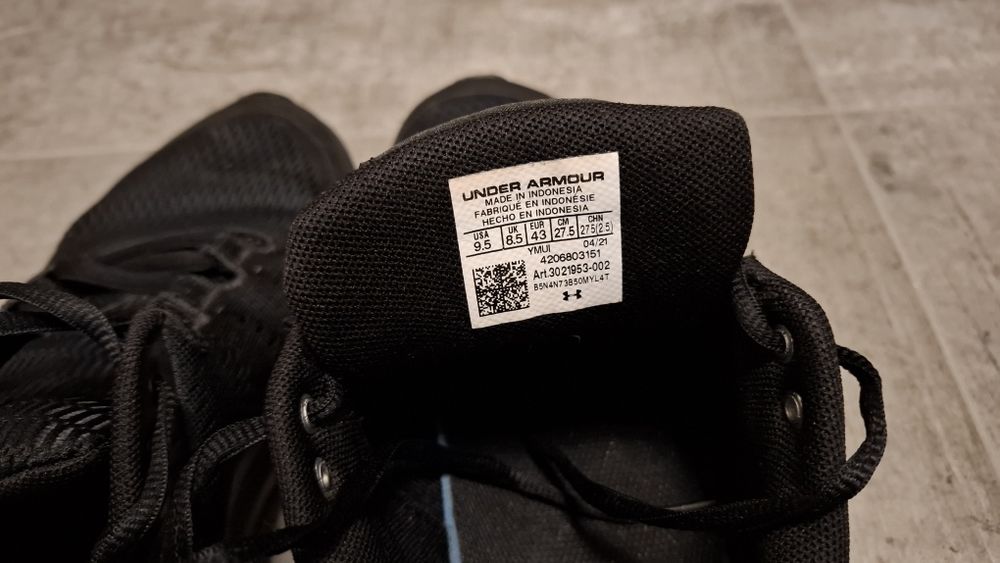 UNDER ARMOUR
MADE IN INDONESIA
FABRIQUÉ EN INDONÉSIE
HECHO EN INDONESIA
USA UK EUR CM CHN
9.5 8.5 43 27.5 275(2.5)
YMUI 04/21
4206803151
Art.3021953-002
B5N4N73B50MYL4T